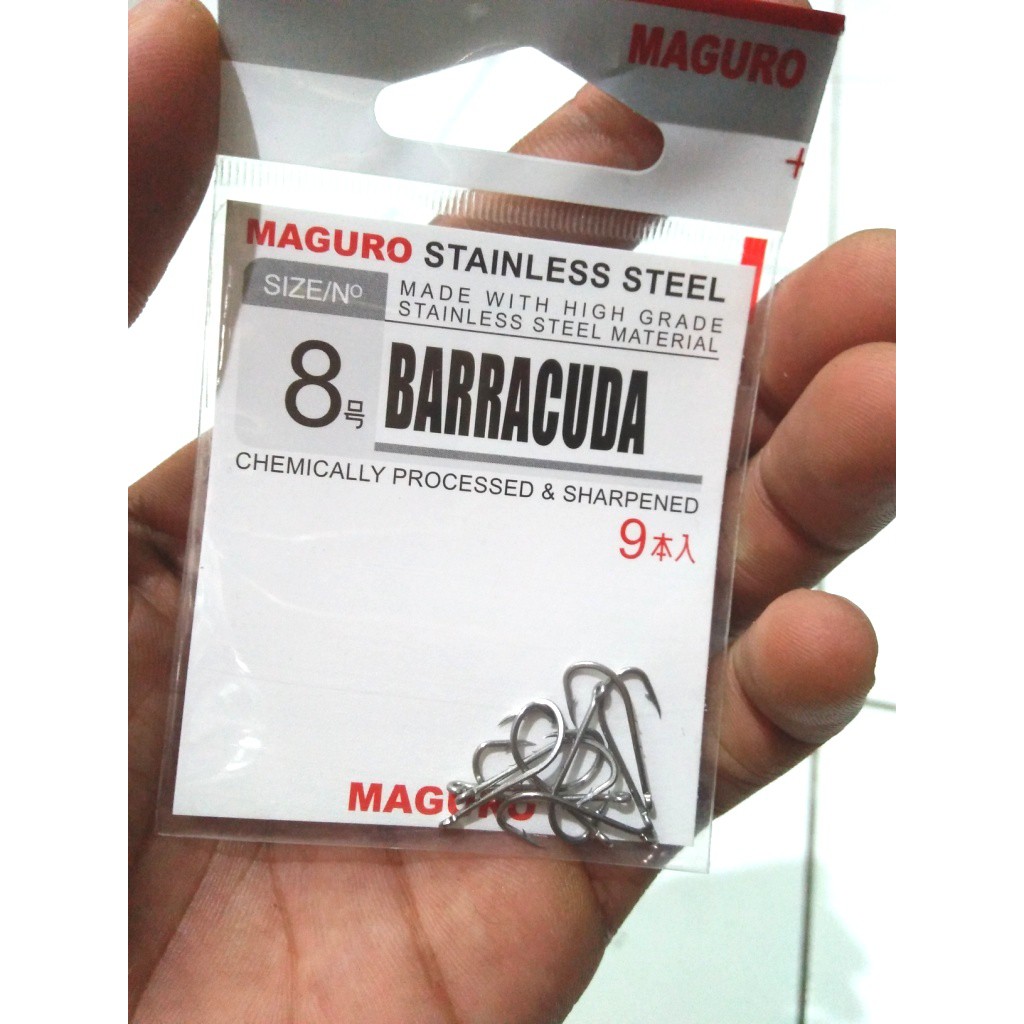 MAGURO
MAGURO STAINLESS STEEL
SIZE/Nº
MADE WITH HIGH GRADE
STAINLESS STEEL MATERIAL
8号
BARRACUDA
CHEMICALLY PROCESSED & SHARPENED
9本入
MAGURO